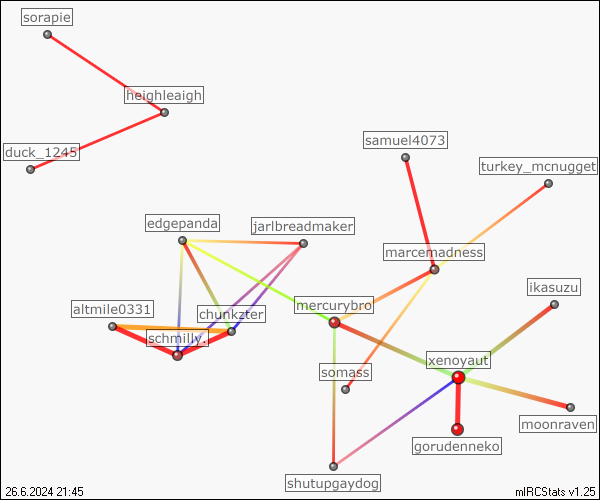 sorapie
heighleaigh
duck_1245
samuel4073
turkey_mcnugget
edgepanda
jarlbreadmaker
marcemadness
ikasuzu
altmile0331
chunkzter
mercurybro
schmilly.
xenoyaut
somass
moonraven
gorudenneko
shutupgaydog
26.6.2024 21:45
mIRCStats v1.25